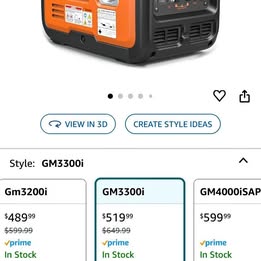 VIEW IN 3D CREATE STYLE IDEAS
Style: GM3300i
Gm3200i GM3300i GM4000iSAP
$489.99 $519.99 $599.99
$599.99 $649.99
prime prime prime
In Stock In Stock In Stock